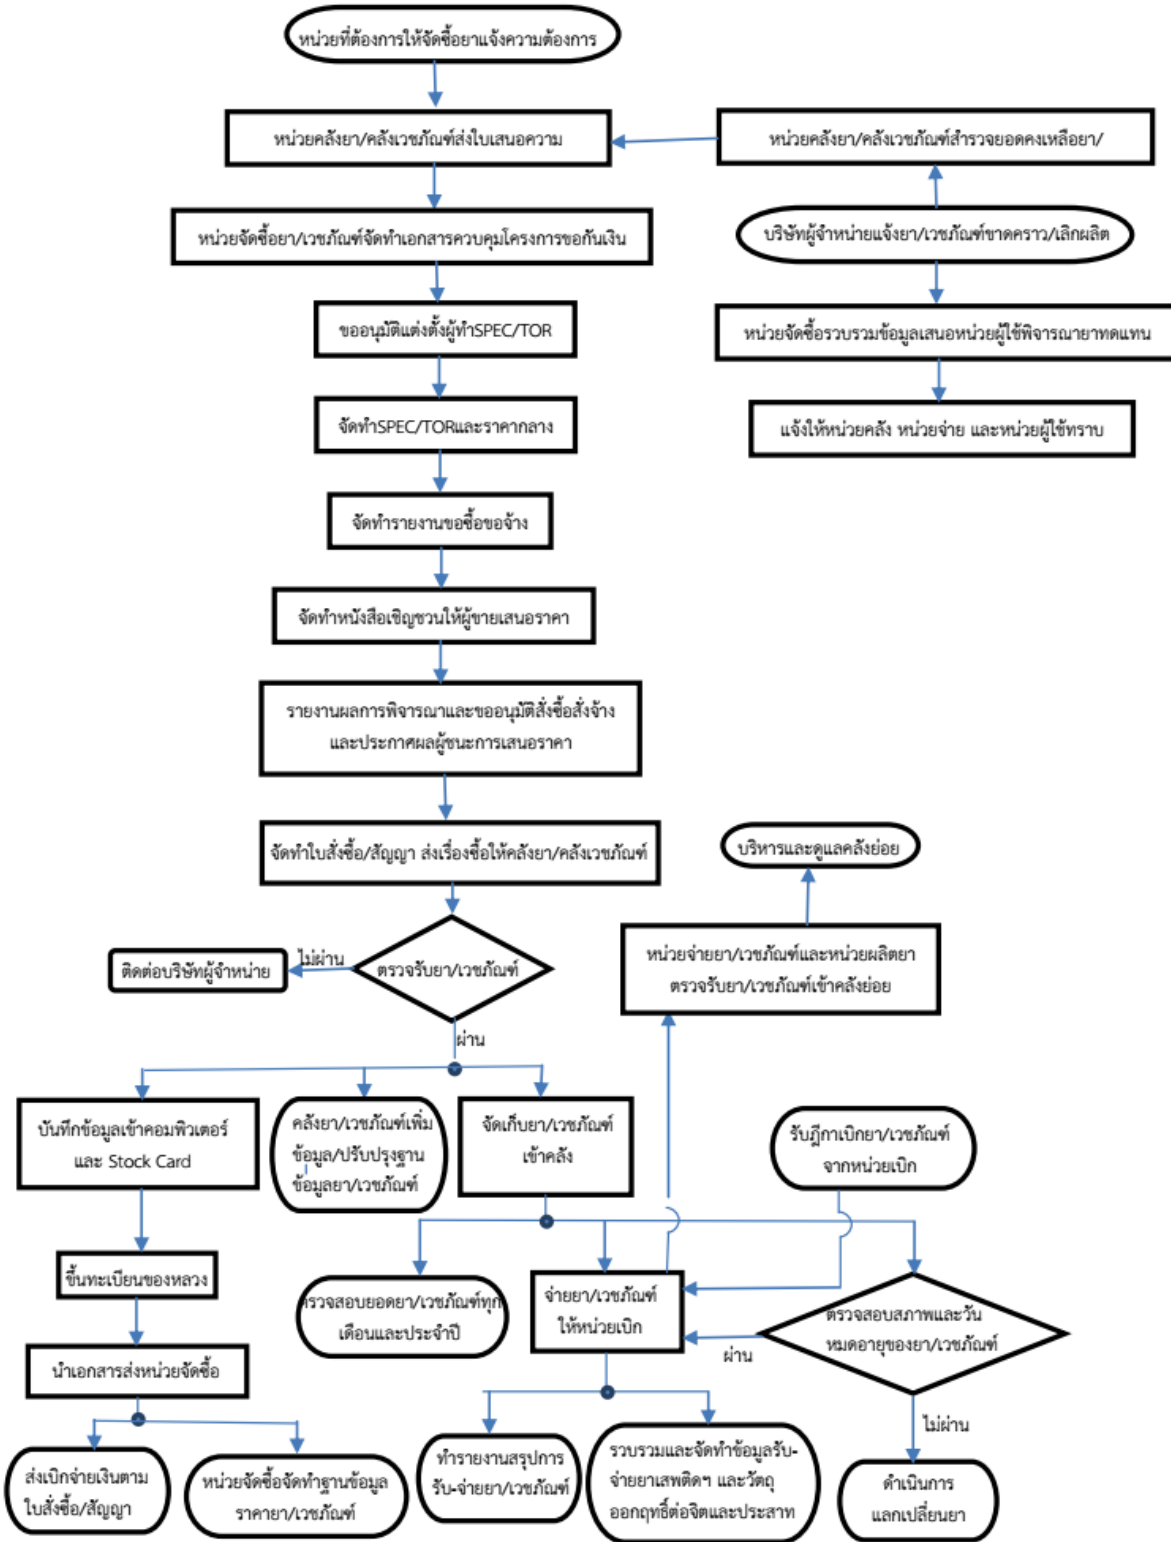 หน่วยที่ต้องการให้จัดซื้อยาแจ้งความต้องการ
หน่วยคลังยา/คลังเวชภัณฑ์ส่งใบเสนอความ
หน่วยคลังยา/คลังเวชภัณฑ์สำรวจยอดคงเหลือยา/
หน่วยจัดซื้อยา/เวชภัณฑ์จัดทำเอกสารควบคุมโครงการขอกันเงิน
บริษัทผู้จำหน่ายแจ้งยา/เวชภัณฑ์ขาดคราว/เลิกผลิต
ขออนุมัติแต่งตั้งผู้ทำSPEC/TOR
หน่วยจัดซื้อรวบรวมข้อมูลเสนอหน่วยผู้ใช้พิจารณายาทดแทน
จัดทำSPEC/TORและราคากลาง
แจ้งให้หน่วยคลัง หน่วยจ่าย และหน่วยผู้ใช้ทราบ
จัดทำรายงานขอซื้อขอจ้าง
จัดทำหนังสือเชิญชวนให้ผู้ขายเสนอราคา
รายงานผลการพิจารณาและขออนุมัติสั่งซื้อสั่งจ้าง
และประกาศผลผู้ชนะการเสนอราคา
จัดทำใบสั่งซื้อ/สัญญา ส่งเรื่องซื้อให้คลังยา/คลังเวชภัณฑ์
บริหารและดูแลคลังย่อย
ติดต่อบริษัทผู้จำหน่าย
ไม่ผ่าน
ตรวจรับยา/เวชภัณฑ์
หน่วยจ่ายยา/เวชภัณฑ์และหน่วยผลิตยา
ตรวจรับยา/เวชภัณฑ์เข้าคลังย่อย
ผ่าน
บันทึกข้อมูลเข้าคอมพิวเตอร์
และ Stock Card
คลังยา/เวชภัณฑ์เพิ่ม
ข้อมูล/ปรับปรุงฐาน
ข้อมูลยา/เวชภัณฑ์
จัดเก็บยา/เวชภัณฑ์
เข้าคลัง
รับฎีกาเบิกยา/เวชภัณฑ์
จากหน่วยเบิก
ขึ้นทะเบียนของหลวง
ตรวจสอบยอดยา/เวชภัณฑ์ทุก
เดือนและประจำปี
จ่ายยา/เวชภัณฑ์
ให้หน่วยเบิก
ตรวจสอบสภาพและวัน
หมดอายุของยา/เวชภัณฑ์
ผ่าน
นำเอกสารส่งหน่วยจัดซื้อ
ไม่ผ่าน
ส่งเบิกจ่ายเงินตาม
ใบสั่งซื้อ/สัญญา
หน่วยจัดซื้อจัดทำฐานข้อมูล
ราคายา/เวชภัณฑ์
ทำรายงานสรุปการ
รับ-จ่ายยา/เวชภัณฑ์
รวบรวมและจัดทำข้อมูลรับ-
จ่ายยาเสพติดฯ และวัตถุ
ออกฤทธิ์ต่อจิตและประสาท
ดำเนินการ
แลกเปลี่ยนยา